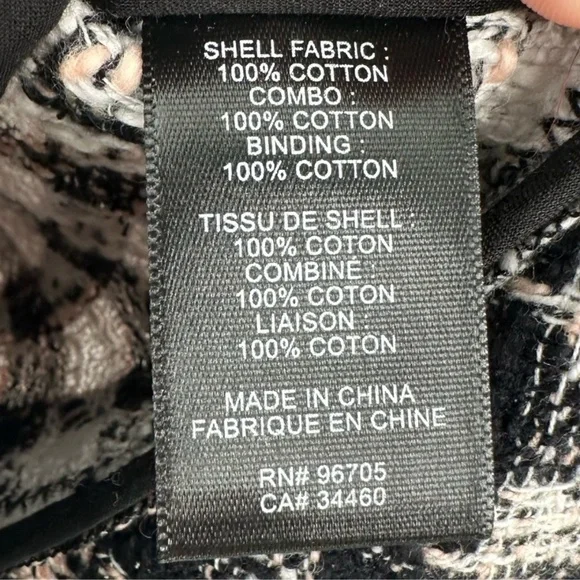 SHELL FABRIC :
100% COTTON
COMBO :
100% COTTON
BINDING :
100% COTTON
TISSU DE SHELL :
100% COTON
COMBINÉ :
100% COTON
LIAISON :
100% COTON
MADE IN CHINA
FABRIQUE EN CHINE
RN# 96705
CA# 34460